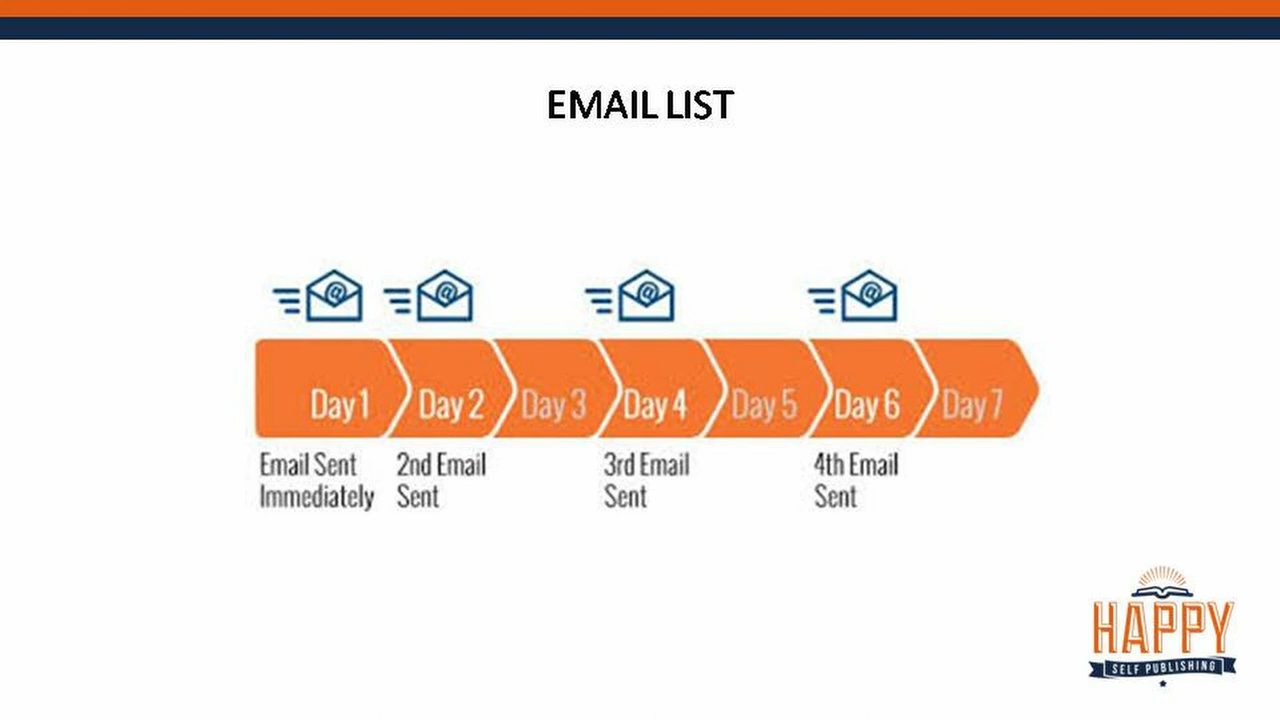 EMAIL LIST
@ @ @ @
Day 1 Day 2 Day 3 Day 4 Day 5 Day 6 Day 7
Email Sent 2nd Email 3rd Email 4th Email
Immediately Sent Sent Sent
HAPPY
SELF PUBLISHING